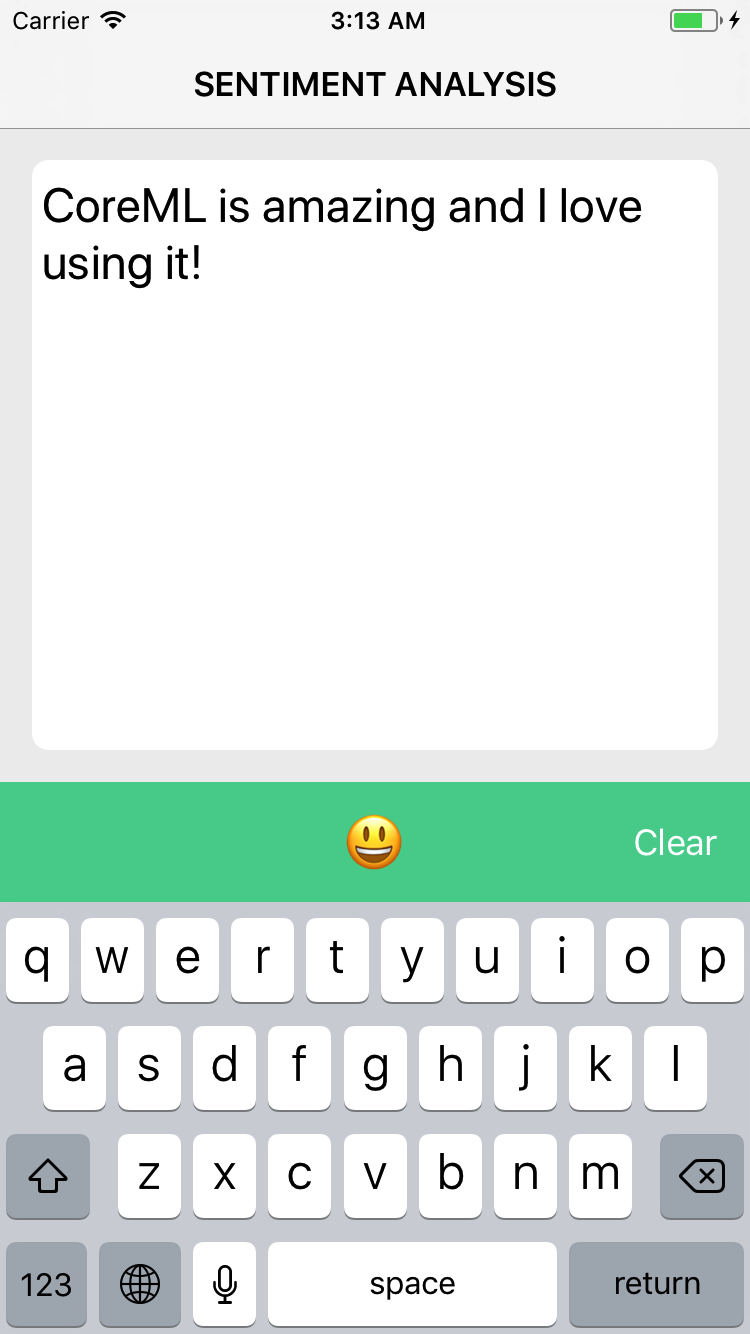 Carrier 3:13 AM
SENTIMENT ANALYSIS
CoreML is amazing and I love
using it!
Clear
q w e r t y u i o p
a s d f g h j k l
z x c v b n m
123 space return